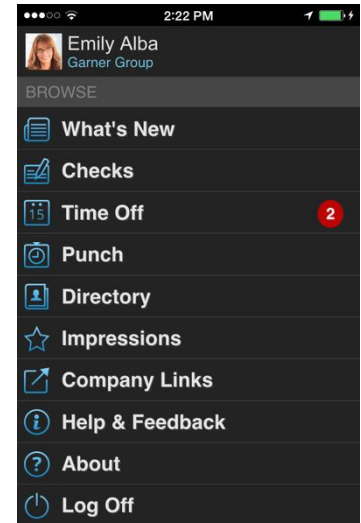 2:22 PM
Emily Alba
Garner Group
BROWSE
What's New
Checks
15 Time Off 2
Punch
Directory
Impressions
Company Links
i Help & Feedback
? About
Log Off